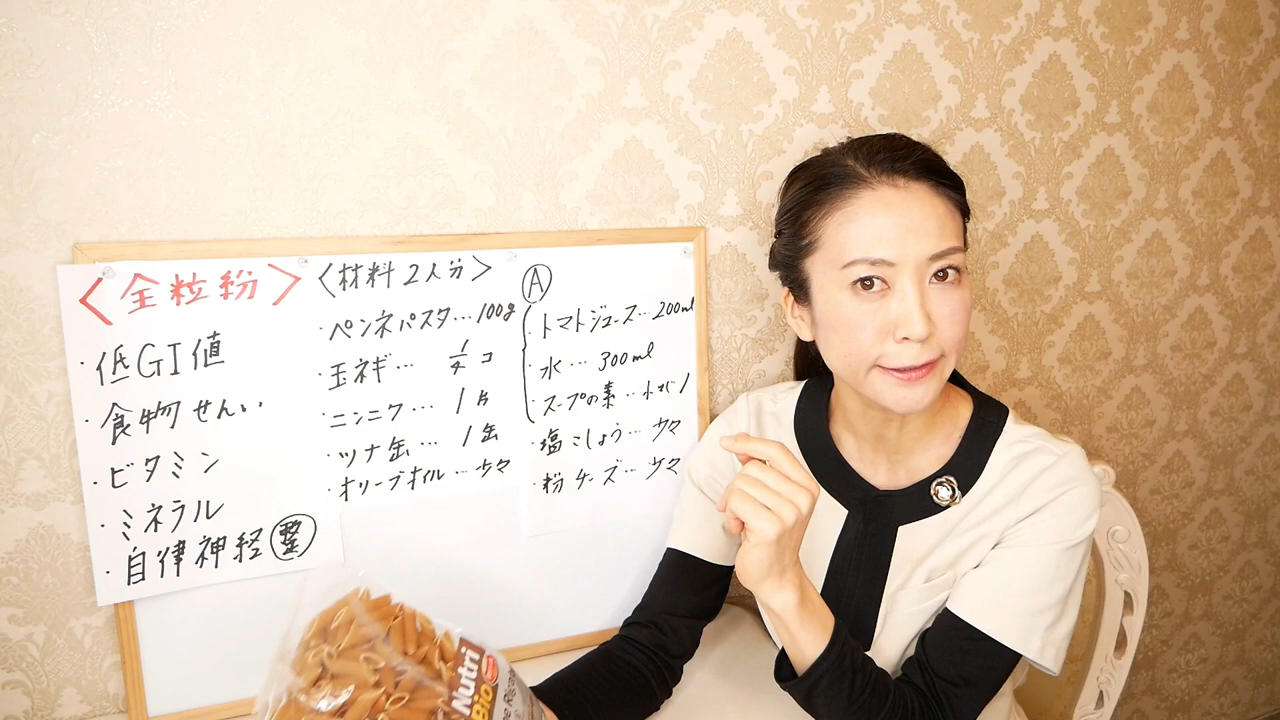 <全粒紛>
・低GI値
・食物せんい
・ビタミン
・ミネラル
・自律神経 整
<材料2人分>
・ペンネパスタ…100g
・玉ネギ… 1/4コ
・ニンニク… 1片
・ツナ缶… 1缶
・オリーブオイル…少々
A
・トマトジュース…200ml
・水… 300ml
・スープの素…小さじ1
・塩こしょう…少々
・粉チーズ…少々
Nutri
Bio